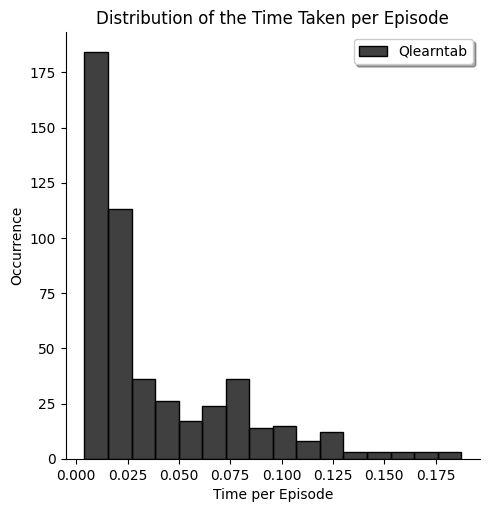 Distribution of the Time Taken per Episode
Qlearntab
175
150
125
100
75
50
25
0
Occurrence
0.000 0.025 0.050 0.075 0.100 0.125 0.150 0.175
Time per Episode